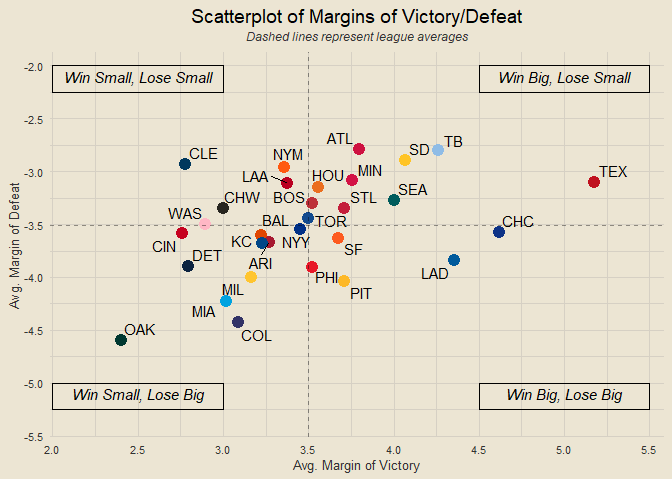 Scatterplot of Margins of Victory/Defeat
Dashed lines represent league averages
-2.0
Win Small, Lose Small
Win Big, Lose Small
-2.5
ATL
SD
TB
CLE
NYM
-3.0
LAA
HOU
MIN
TEX
CHW
BOS
STL
SEA
WAS
BAL
TOR
CHC
-3.5
CIN
KC
NYY
SF
DET
ARI
LAD
-4.0
MIL
PHI
PIT
MIA
OAK
COL
-4.5
-5.0
Win Small, Lose Big
Win Big, Lose Big
-5.5
2.0 2.5 3.0 3.5 4.0 4.5 5.0 5.5
Avg. Margin of Victory
Avg. Margin of Defeat